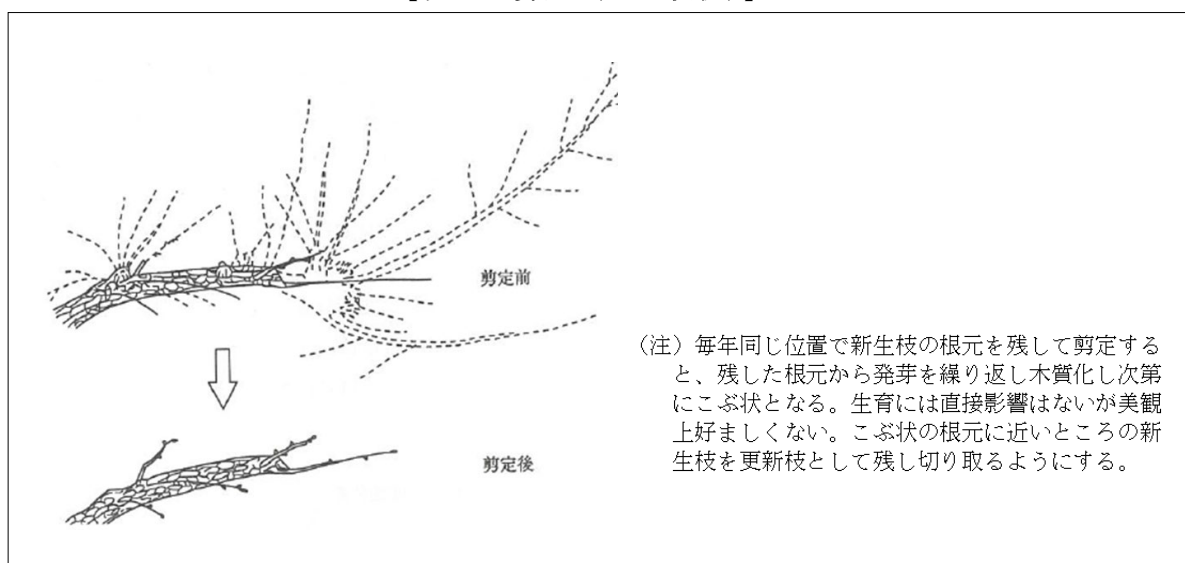 剪定前
剪定後
（注）毎年同じ位置で新生枝の根元を残して剪定する
と、残した根元から発芽を繰り返し木質化し次第
にこぶ状となる。生育には直接影響はないが美観
上好ましくない。こぶ状の根元に近いところの新
生枝を更新枝として残し切り取るようにする。